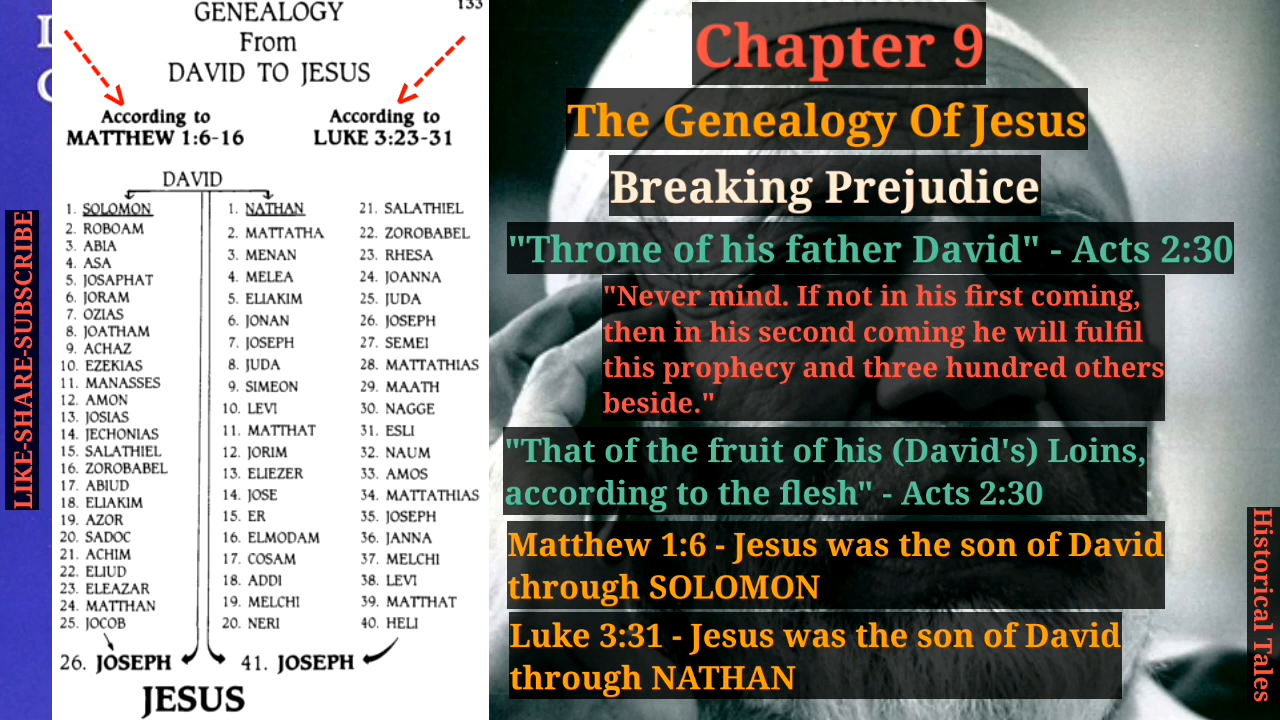 133
GENEALOGY
From
DAVID TO JESUS
According to
MATTHEW 1:6-16
According to
LUKE 3:23-31
DAVID
1. SOLOMON
2. ROBOAM
3. ABIA
4. ASA
5. JOSAPHAT
6. JORAM
7. OZIAS
8. JOATHAM
9. ACHAZ
10. EZEKIAS
11. MANASSES
12. AMON
13. JOSIAS
14. JECHONIAS
15. SALATHIEL
16. ZOROBABEL
17. ABIUD
18. ELIAKIM
19. AZOR
20. SADOC
21. ACHIM
22. ELIUD
23. ELEAZAR
24. MATTHAN
25. JOCOB
26. JOSEPH
1. NATHAN
2. MATTATHA
3. MENAN
4. MELEA
5. ELIAKIM
6. JONAN
7. JOSEPH
8. JUDA
9. SIMEON
10. LEVI
11. MATTHAT
12. JORIM
13. ELIEZER
14. JOSE
15. ER
16. ELMODAM
17. COSAM
18. ADDI
19. MELCHI
20. NERI
21. SALATHIEL
22. ZOROBABEL
23. RHESA
24. JOANNA
25. JUDA
26. JOSEPH
27. SEMEI
28. MATTATHIAS
29. MAATH
30. NAGGE
31. ESLI
32. NAUM
33. AMOS
34. MATTATHIAS
35. JOSEPH
36. JANNA
37. MELCHI
38. LEVI
39. MATTHAT
40. HELI
41. JOSEPH
JESUS
LIKE-SHARE-SUBSCRIBE
Chapter 9
The Genealogy Of Jesus
Breaking Prejudice
"Throne of his father David" - Acts 2:30
"Never mind. If not in his first coming,
then in his second coming he will fulfil
this prophecy and three hundred others
beside."
"That of the fruit of his (David's) Loins,
according to the flesh" - Acts 2:30
Matthew 1:6 - Jesus was the son of David
through SOLOMON
Luke 3:31 - Jesus was the son of David
through NATHAN
Historical Tales